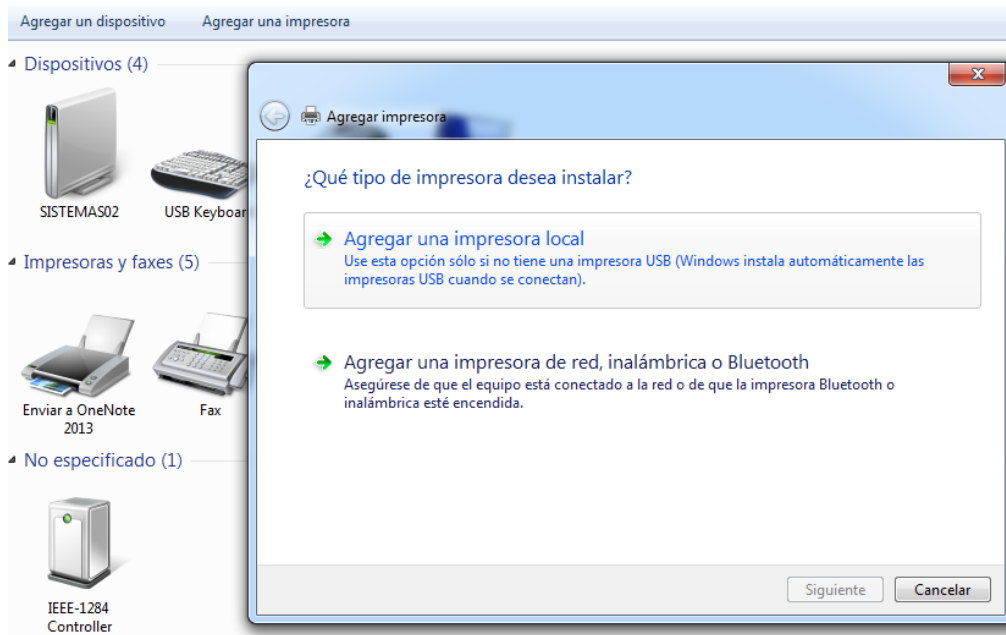 Agregar un dispositivo Agregar una impresora
Dispositivos (4)
SISTEMAS02
USB Keyboar
Impresoras y faxes (5)
Enviar a OneNote
2013
Fax
No especificado (1)
IEEE-1284
Controller
Agregar impresora
¿Qué tipo de impresora desea instalar?
Agregar una impresora local
Use esta opción sólo si no tiene una impresora USB (Windows instala automáticamente las
impresoras USB cuando se conectan).
Agregar una impresora de red, inalámbrica o Bluetooth
Asegúrese de que el equipo está conectado a la red o de que la impresora Bluetooth o
inalámbrica esté encendida.
Siguiente Cancelar